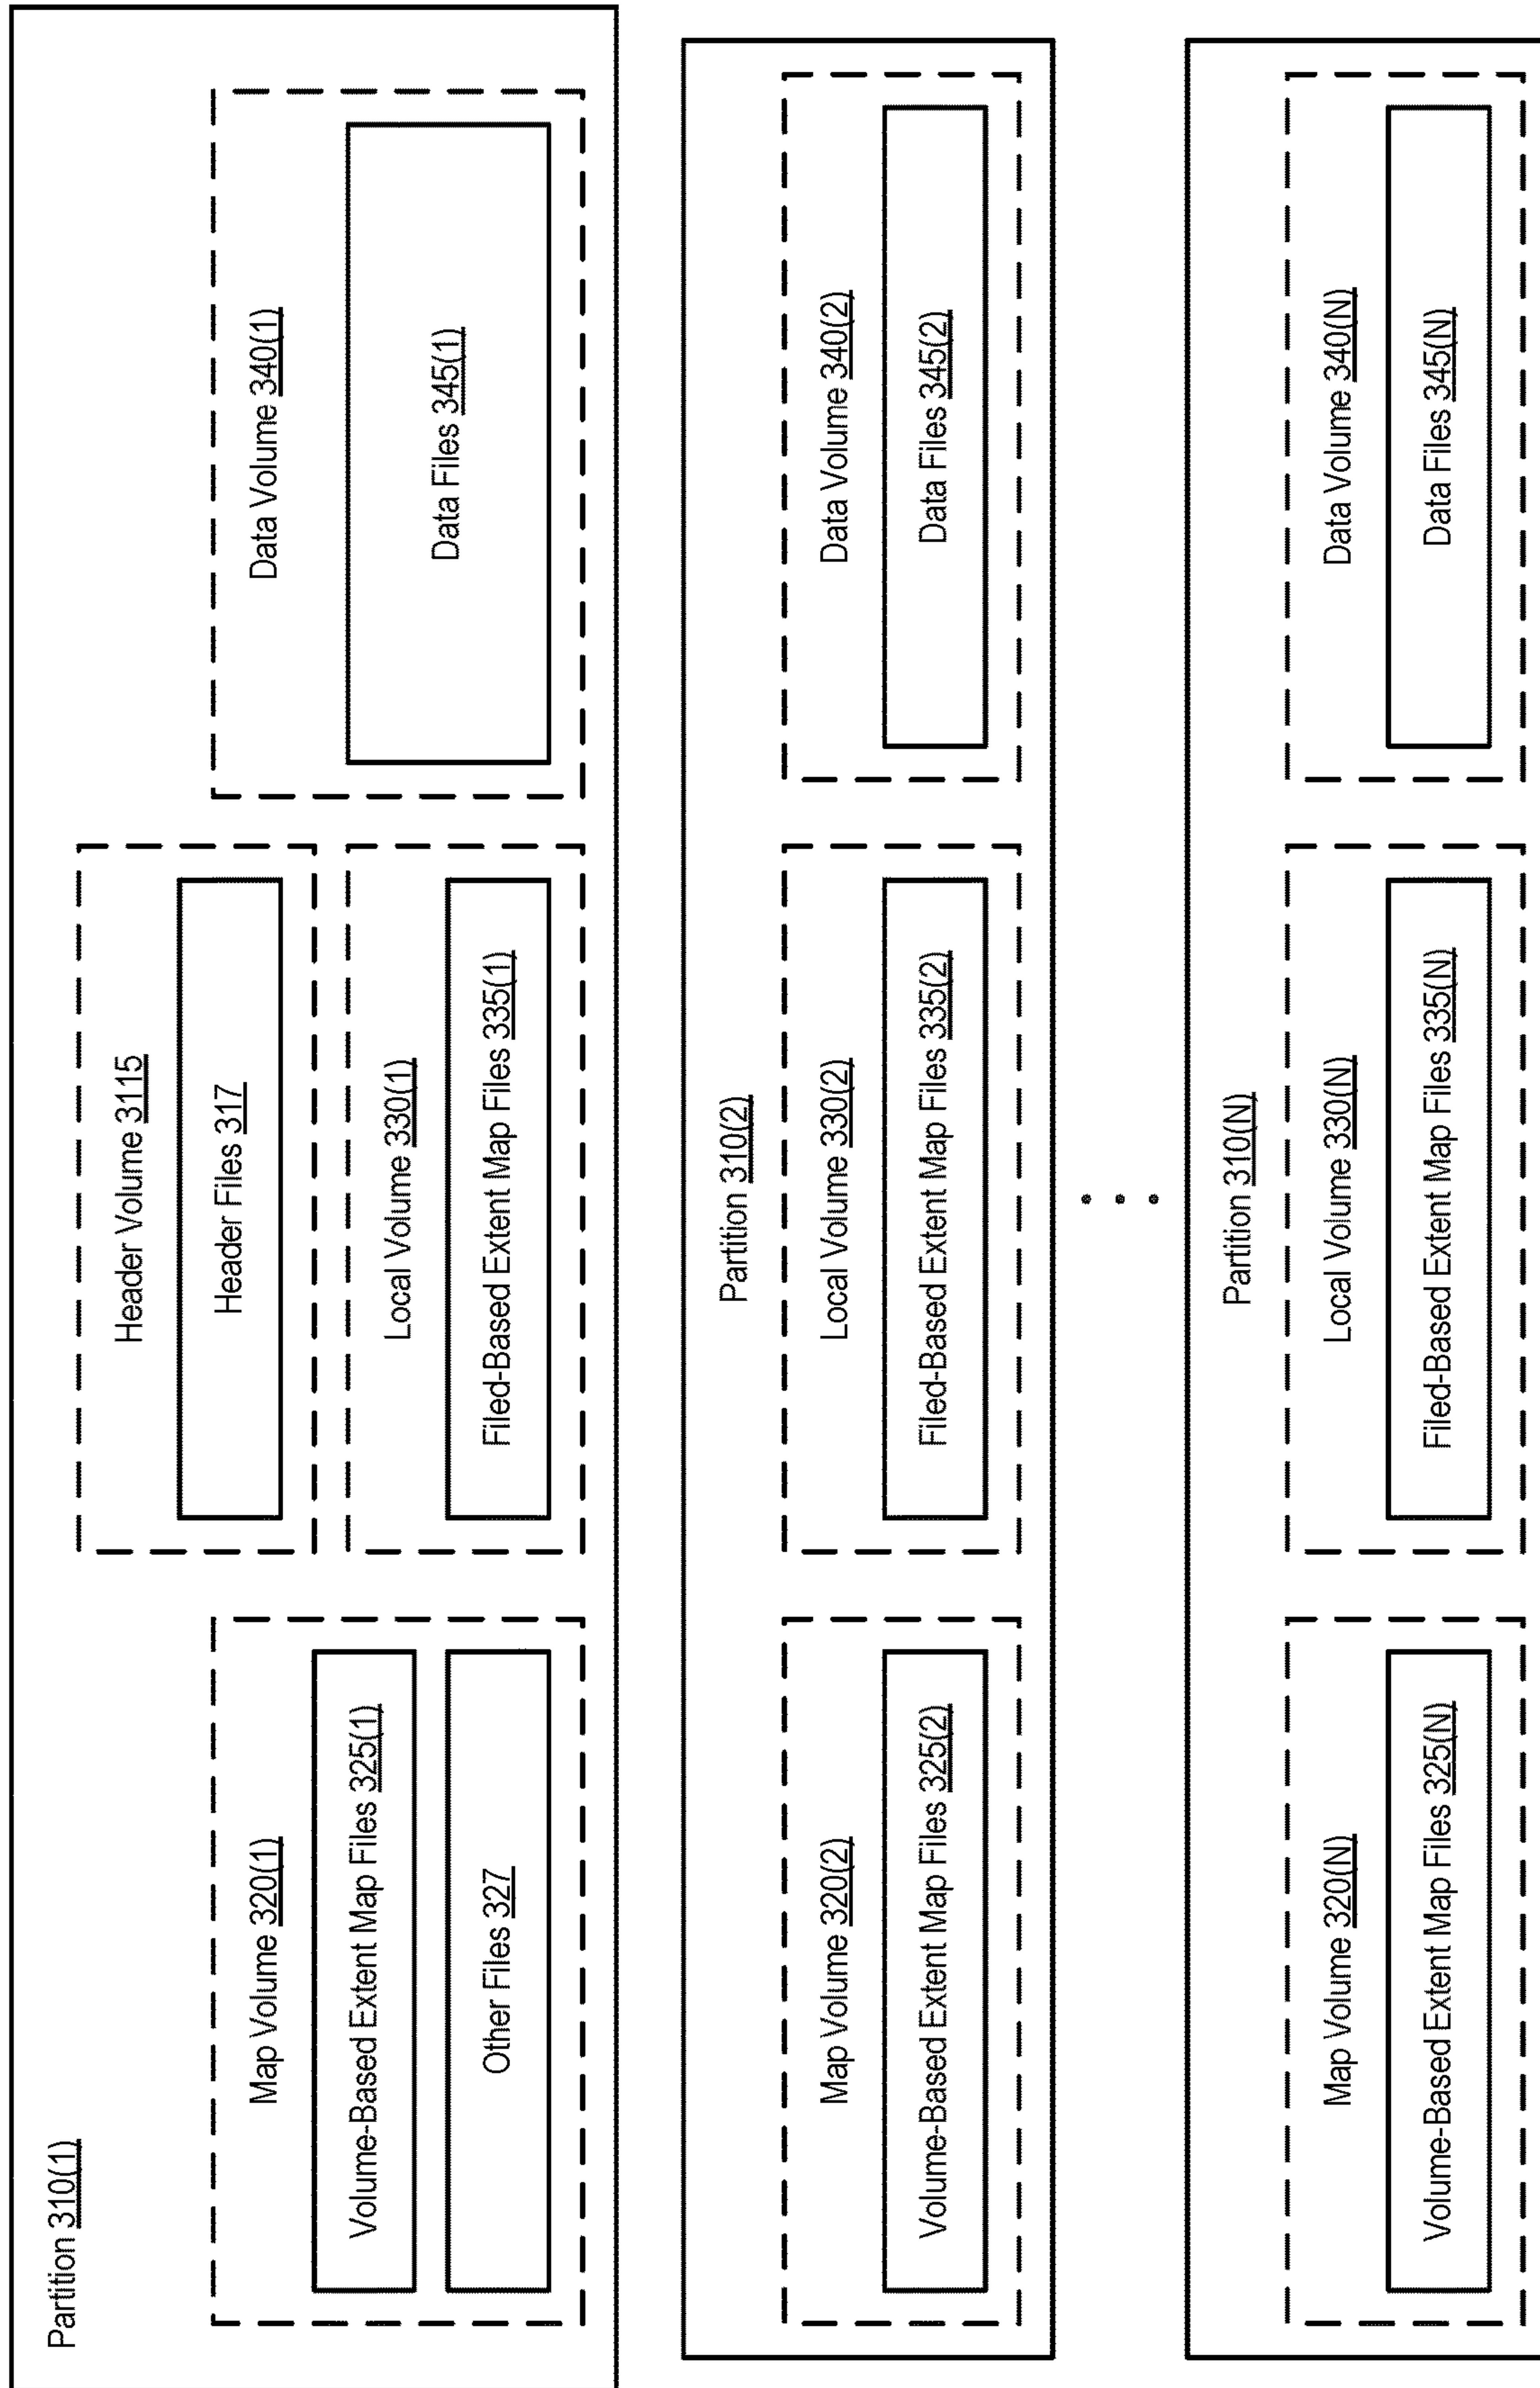 Partition 310(1)
Header Volume 3115
Header Files 317
Map Volume 320(1)
Volume-Based Extent Map Files 325(1)
Other Files 327
Local Volume 330(1)
Filed-Based Extent Map Files 335(1)
Data Volume 340(1)
Data Files 345(1)
Partition 310(2)
Map Volume 320(2)
Volume-Based Extent Map Files 325(2)
Local Volume 330(2)
Filed-Based Extent Map Files 335(2)
Data Volume 340(2)
Data Files 345(2)
Partition 310(N)
Map Volume 320(N)
Volume-Based Extent Map Files 325(N)
Local Volume 330(N)
Filed-Based Extent Map Files 335(N)
Data Volume 340(N)
Data Files 345(N)